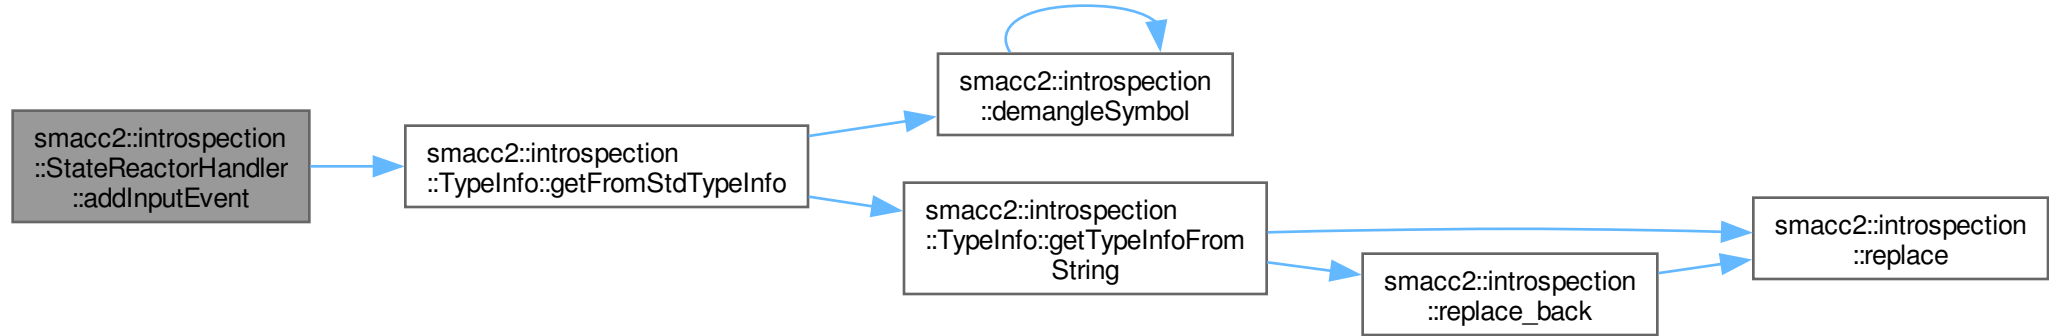 smacc2::introspection
::StateReactorHandler
::addInputEvent
smacc2::introspection
::TypeInfo::getFromStdTypeInfo
smacc2::introspection
::demangleSymbol
smacc2::introspection
::TypeInfo::getTypeInfoFrom
String
smacc2::introspection
::replace_back
smacc2::introspection
::replace